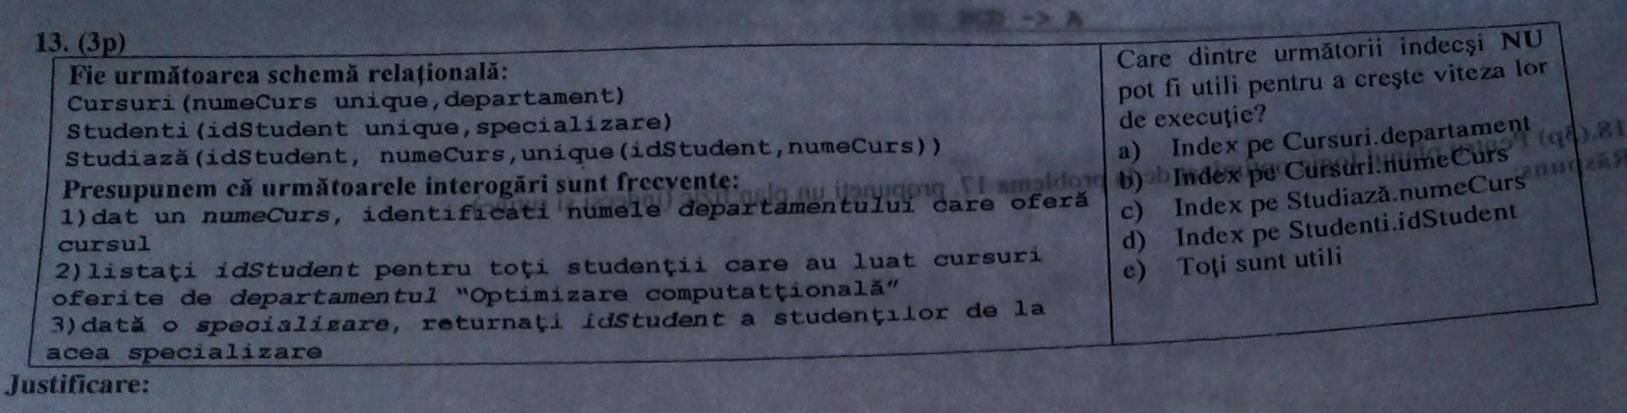 13. (3p)
Fie următoarea schemă relaţională:
Cursuri(numeCurs unique,departament)
Studenti(idStudent unique,specializare)
Studiază(idStudent, numeCurs,unique(idStudent,numeCurs))
Presupunem că următoarele interogări sunt frecvente:
1)dat un numeCurs, identificati numele departamentului care oferă
cursul
2)listaţi idStudent pentru toţi studenţii care au luat cursuri
oferite de departamentul "Optimizare computatţională"
3)dată o specializare, returnaţi idStudent a studenţilor de la
acea specializare
Care dintre următorii indecşi NU
pot fi utili pentru a creşte viteza lor
de execuţie?
a) Index pe Cursuri.departament
b) Index pe Cursuri.numeCurs
c) Index pe Studiază.numeCurs
d) Index pe Studenti.idStudent
e) Toţi sunt utili
Justificare: